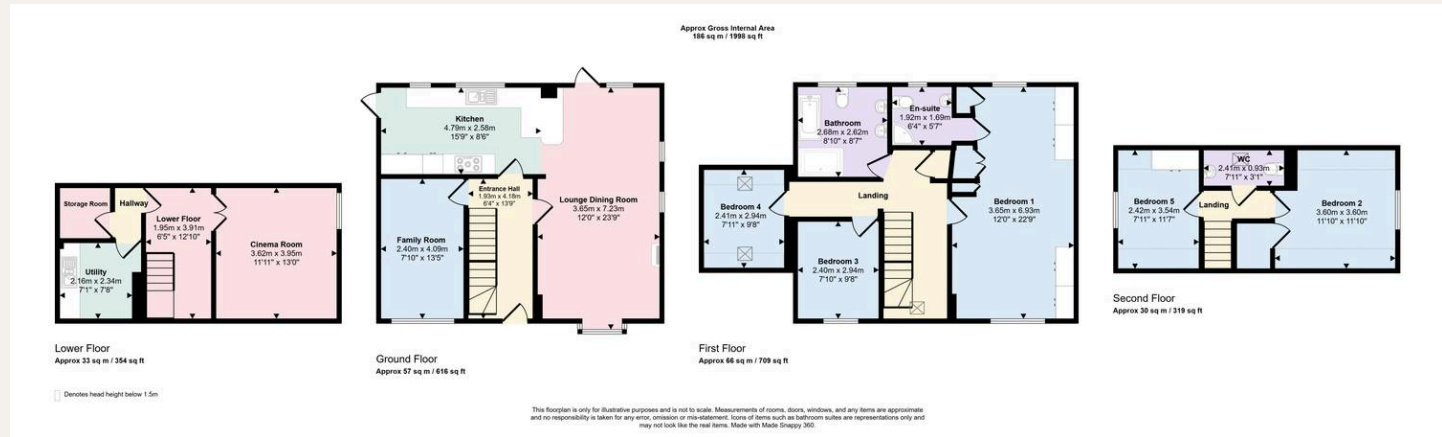 Approx Gross Internal Area
186 sq m / 1998 sq ft
Storage Room
Hallway
Lower Floor
1.95m x 3.91m
6'5" x 12'10"
Cinema Room
3.62m x 3.95m
11'11" x 13'0"
Utility
2.16m x 2.34m
7'1" x 7'8"
Lower Floor
Approx 33 sq m / 354 sq ft
Denotes head height below 1.5m
Kitchen
4.79m x 2.58m
15'9" x 8'6"
Entrance Hall
1.93m x 4.18m
6'4" x 13'9"
Lounge Dining Room
3.65m x 7.23m
12'0" x 23'9"
Family Room
2.40m x 4.09m
7'10" x 13'5"
Ground Floor
Approx 57 sq m / 616 sq ft
Bathroom
2.68m x 2.62m
8'10" x 8'7"
En-suite
1.92m x 1.69m
6'4" x 5'7"
Landing
Bedroom 4
2.41m x 2.94m
7'11" x 9'8"
Bedroom 1
3.65m x 6.93m
12'0" x 22'9"
Bedroom 3
2.40m x 2.94m
7'10" x 9'8"
First Floor
Approx 66 sq m / 709 sq ft
WC
2.41m x 0.93m
7'11" x 3'1"
Bedroom 5
2.42m x 3.54m
7'11" x 11'7"
Landing
Bedroom 2
3.60m x 3.60m
11'10" x 11'10"
Second Floor
Approx 30 sq m / 319 sq ft
This floorplan is only for illustrative purposes and is not to scale. Measurements of rooms, doors, windows, and any items are approximate
and no responsibility is taken for any error, omission or mis-statement. Icons of items such as bathroom suites are representations only and
may not look like the real items. Made with Made Snappy 360.